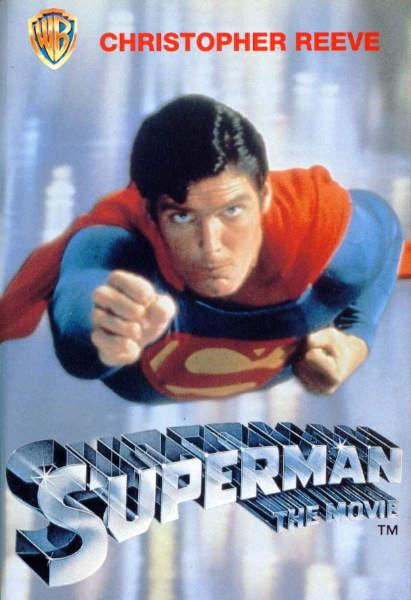 WB
CHRISTOPHER REEVE
S
SUPERMAN
THE MOVIE
TM